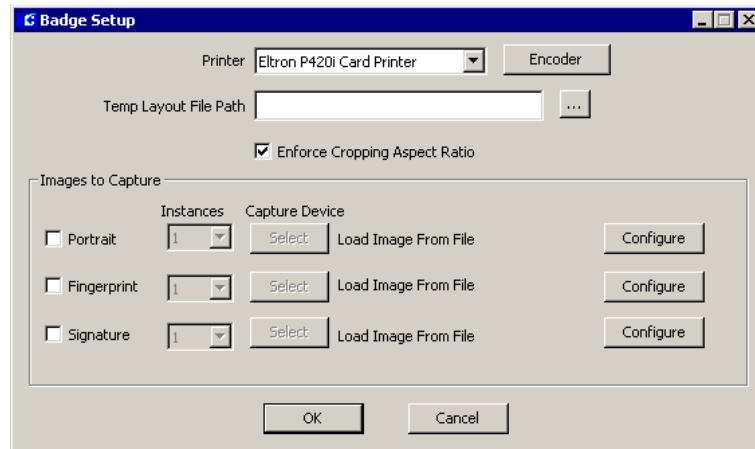 Badge Setup
Printer Eltron P420i Card Printer Encoder
Temp Layout File Path ...
Enforce Cropping Aspect Ratio
Images to Capture
Instances Capture Device
Portrait 1 Select Load Image From File Configure
Fingerprint 1 Select Load Image From File Configure
Signature 1 Select Load Image From File Configure
OK Cancel